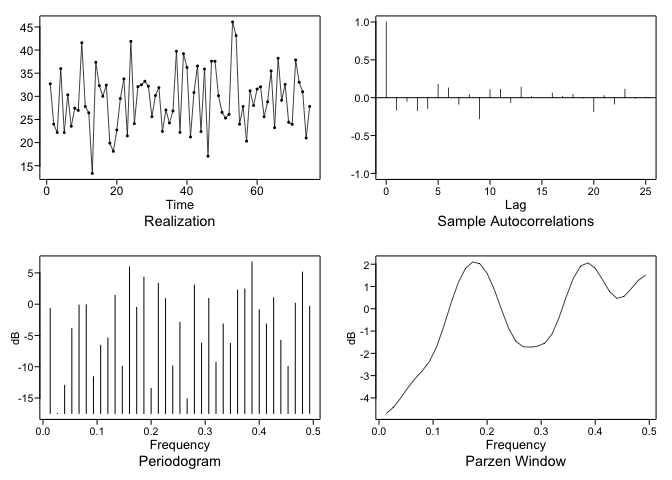 45
40
35
30
25
20
15
0 20 40 60
Time
Realization
1.0
0.5
0.0
-0.5
-1.0
0 5 10 15 20 25
Lag
Sample Autocorrelations
dB
5
0
-5
-10
-15
0.0 0.1 0.2 0.3 0.4 0.5
Frequency
Periodogram
dB
2
1
0
-1
-2
-3
-4
0.0 0.1 0.2 0.3 0.4 0.5
Frequency
Parzen Window